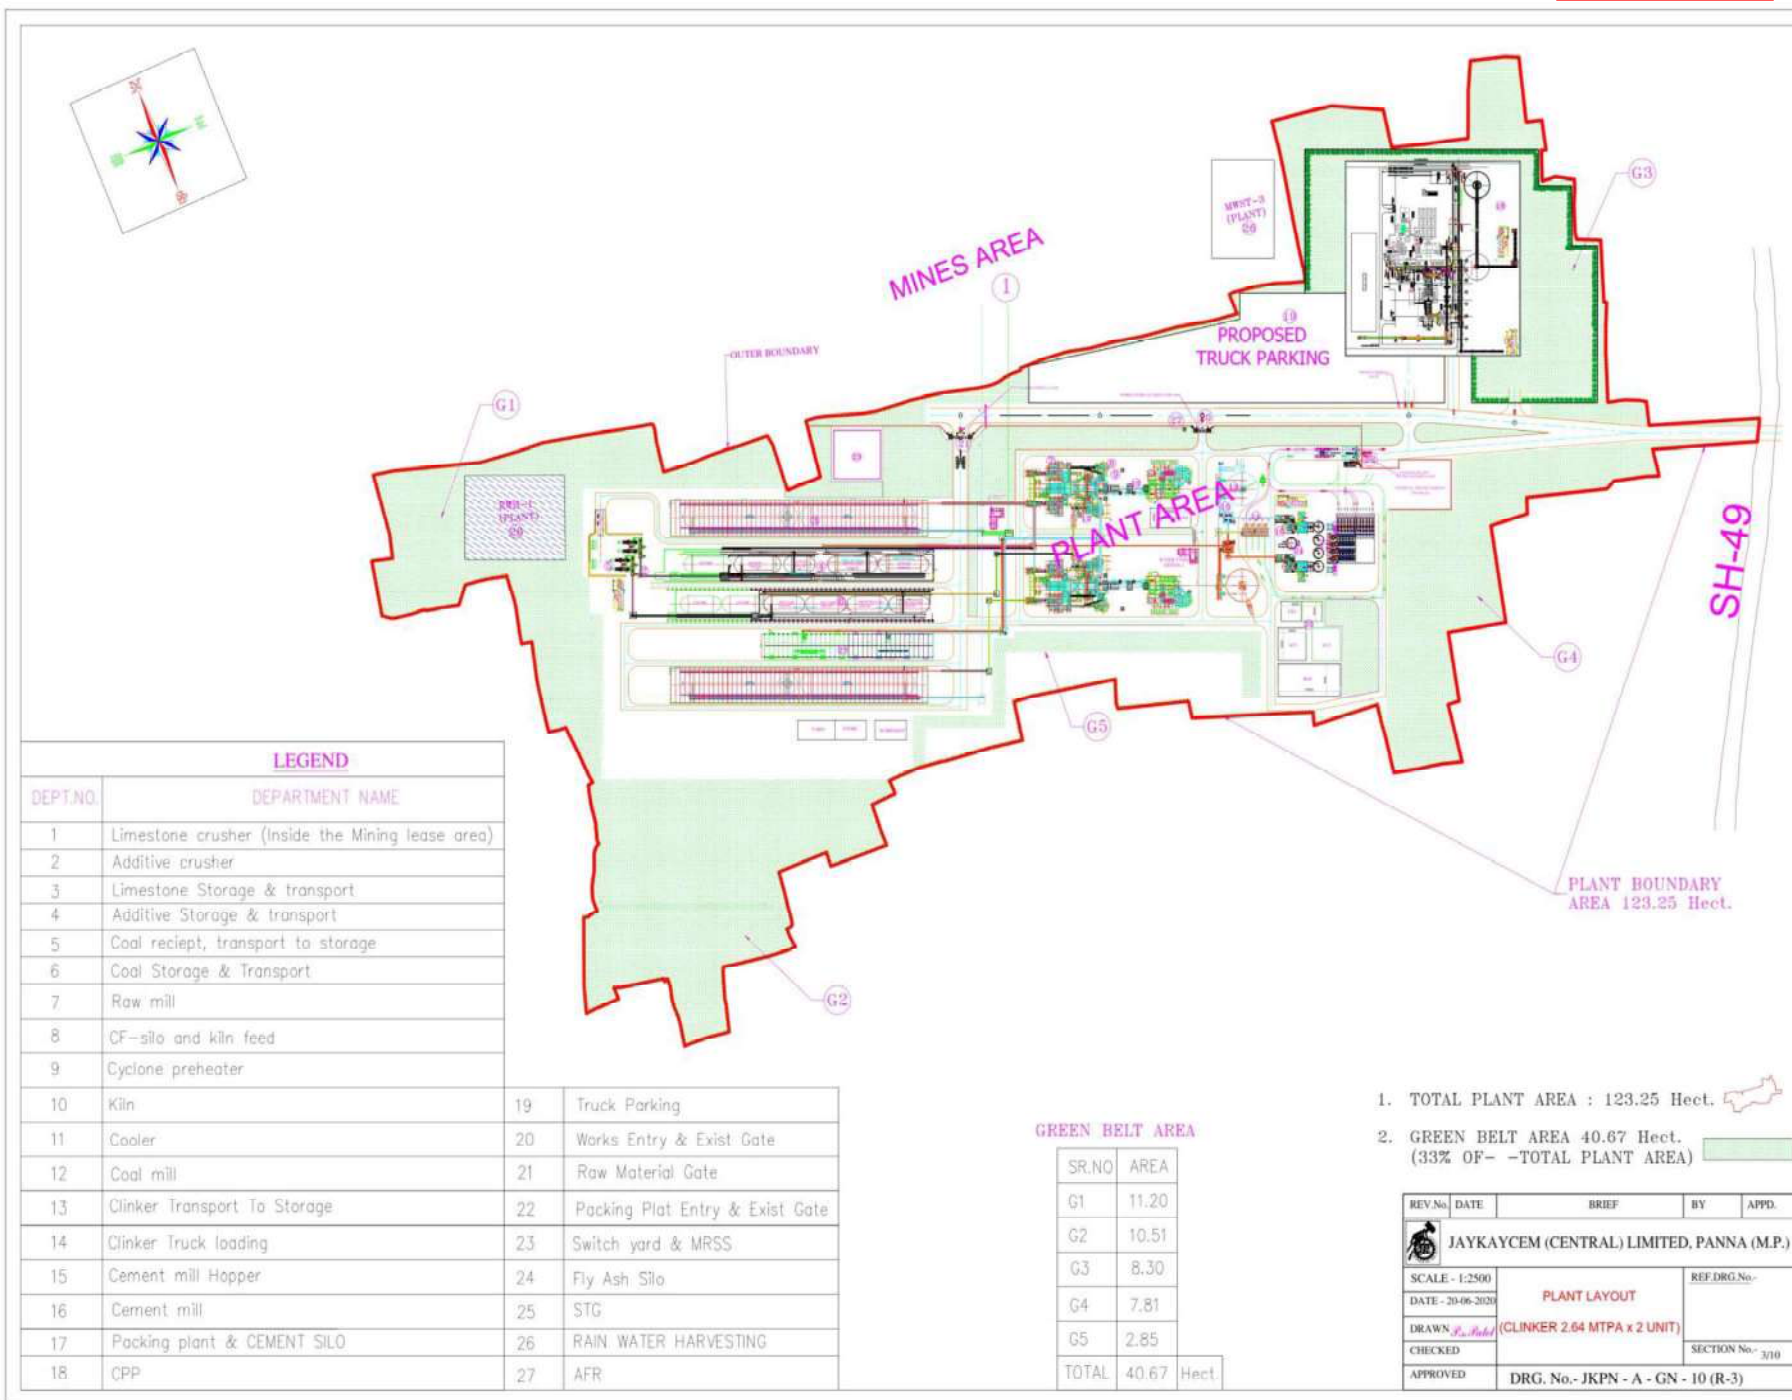 MWST-3
(PLANT)
26
G3
MINES AREA
1
19
PROPOSED
TRUCK PARKING
OUTER BOUNDARY
G1
RWH-1
(PLANT)
PLANT AREA
SH-49
G4
G5
G2
PLANT BOUNDARY
AREA 123.25 Hect.
LEGEND
DEPT.NO. DEPARTMENT NAME
1 Limestone crusher (Inside the Mining lease area)
2 Additive crusher
3 Limestone Storage & transport
4 Additive Storage & transport
5 Coal reciept, transport to storage
6 Coal Storage & Transport
7 Raw mill
8 CF-silo and kiln feed
9 Cyclone preheater
10 Kiln
11 Cooler
12 Coal mill
13 Clinker Transport To Storage
14 Clinker Truck loading
15 Cement mill Hopper
16 Cement mill
17 Packing plant & CEMENT SILO
18 CPP
19 Truck Parking
20 Works Entry & Exist Gate
21 Raw Material Gate
22 Packing Plat Entry & Exist Gate
23 Switch yard & MRSS
24 Fly Ash Silo
25 STG
26 RAIN WATER HARVESTING
27 AFR
GREEN BELT AREA
SR.NO AREA
G1 11.20
G2 10.51
G3 8.30
G4 7.81
G5 2.85
TOTAL 40.67 Hect.
1. TOTAL PLANT AREA : 123.25 Hect.
2. GREEN BELT AREA 40.67 Hect.
(33% OF- -TOTAL PLANT AREA)
REV.No. DATE BRIEF BY APPD.
JAYKAYCEM (CENTRAL) LIMITED, PANNA (M.P.)
SCALE - 1:2500
DATE - 20-06-2020
DRAWN
CHECKED
APPROVED
PLANT LAYOUT
(CLINKER 2.64 MTPA x 2 UNIT)
REF.DRG.No.-
SECTION No.- 3/10
DRG. No.- JKPN - A - GN - 10 (R-3)